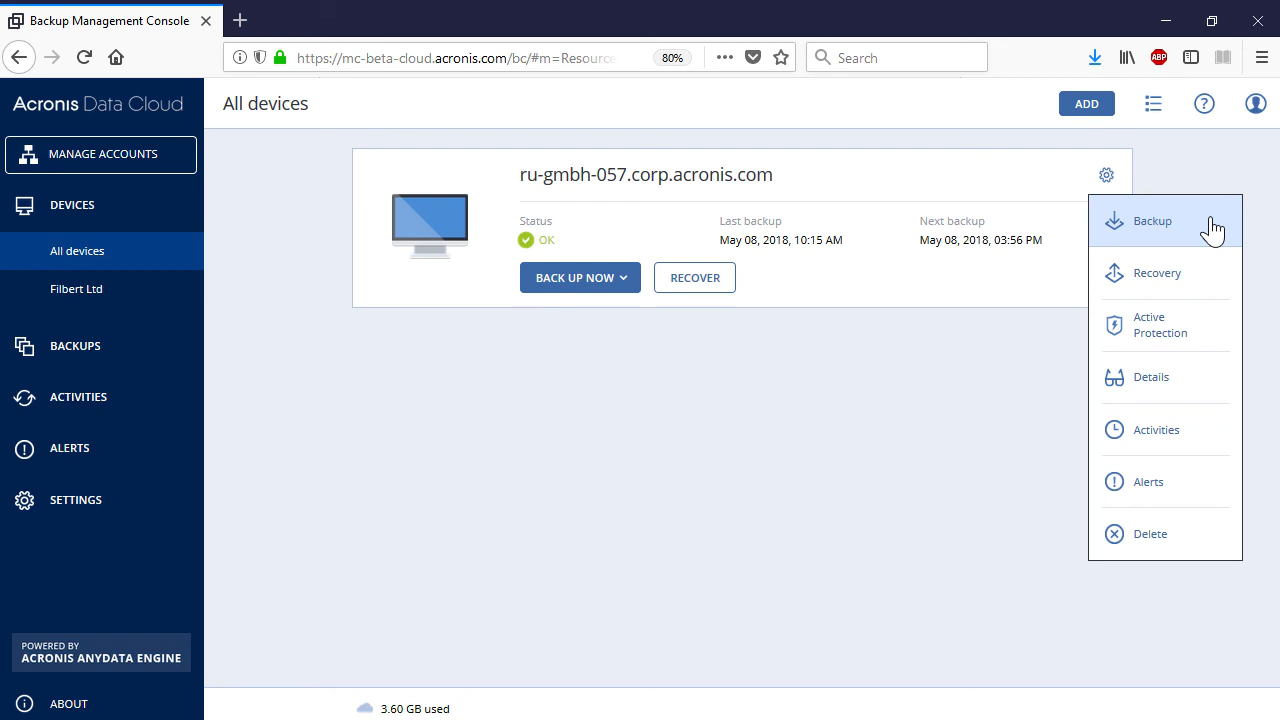 Backup Management Console
https://mc-beta-cloud.acronis.com/bc/#m=Resource
80%
Search
ABP
Acronis Data Cloud
All devices
ADD
MANAGE ACCOUNTS
DEVICES
All devices
Filbert Ltd
BACKUPS
ACTIVITIES
ALERTS
SETTINGS
POWERED BY
ACRONIS ANYDATA ENGINE
ABOUT
ru-gmbh-057.corp.acronis.com
Status
Last backup
Next backup
OK
May 08, 2018, 10:15 AM
May 08, 2018, 03:56 PM
BACK UP NOW
RECOVER
Backup
Recovery
Active
Protection
Details
Activities
Alerts
Delete
3.60 GB used